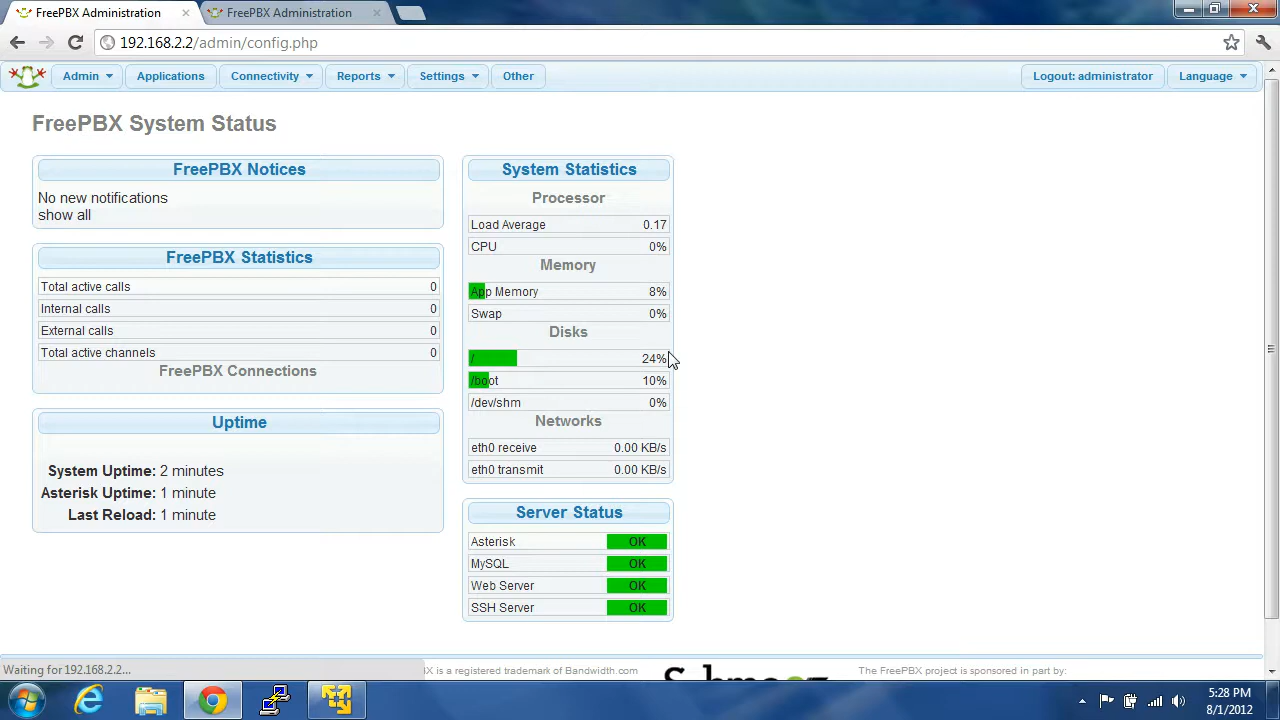 FreePBX Administration
FreePBX Administration
192.168.2.2/admin/config.php
Admin
Applications
Connectivity
Reports
Settings
Other
Logout: administrator
Language
FreePBX System Status
FreePBX Notices
No new notifications
show all
FreePBX Statistics
Total active calls 0
Internal calls 0
External calls 0
Total active channels 0
FreePBX Connections
Uptime
System Uptime: 2 minutes
Asterisk Uptime: 1 minute
Last Reload: 1 minute
System Statistics
Processor
Load Average 0.17
CPU 0%
Memory
App Memory 8%
Swap 0%
Disks
/ 24%
/boot 10%
/dev/shm 0%
Networks
eth0 receive 0.00 KB/s
eth0 transmit 0.00 KB/s
Server Status
Asterisk OK
MySQL OK
Web Server OK
SSH Server OK
Waiting for 192.168.2.2...
X is a registered trademark of Bandwidth.com
The FreePBX project is sponsored in part by:
5:28 PM
8/1/2012